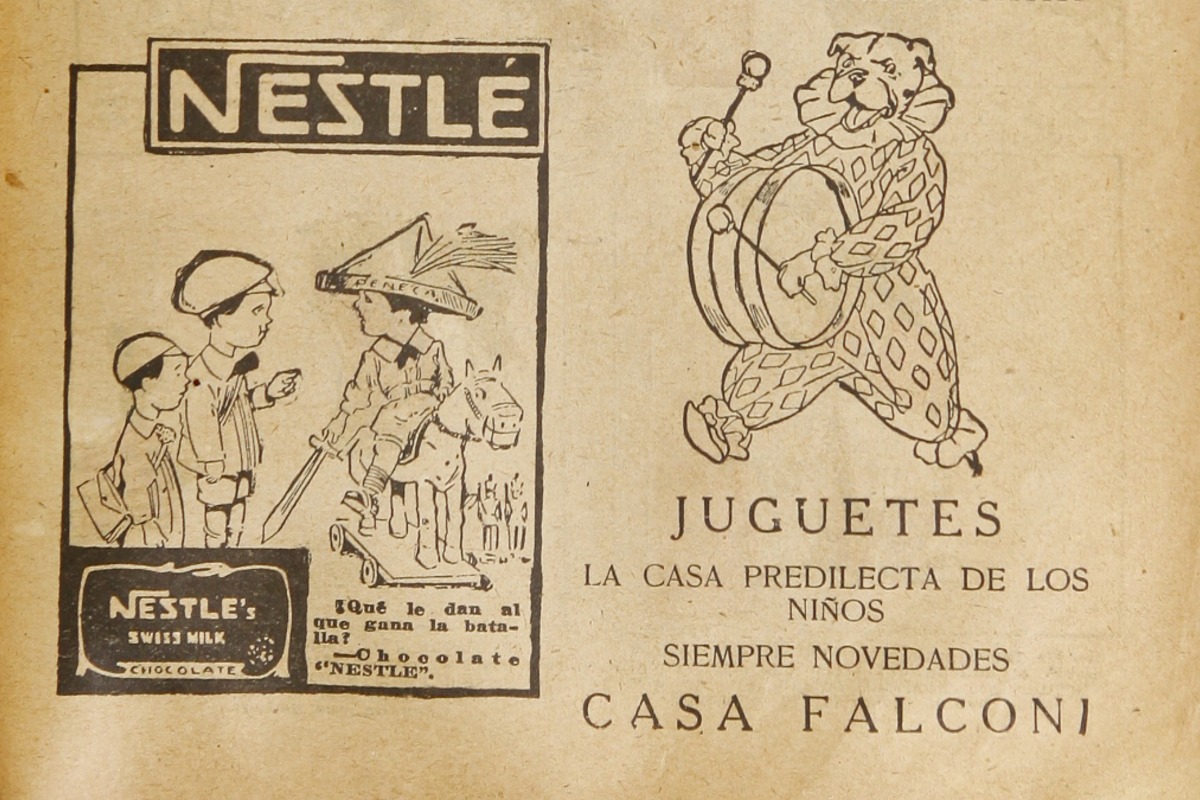 NESTLÉ
PENECA
NESTLE's
SWISS MILK
CHOCOLATE
¿Qué le dan al
que gana la bata-
lla?
—Chocolate
"NESTLE".
JUGUETES
LA CASA PREDILECTA DE LOS
NIÑOS
SIEMPRE NOVEDADES
CASA FALCONI